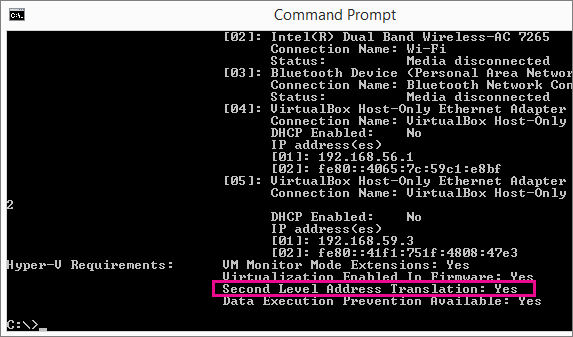 Command Prompt
[02]: Intel(R) Dual Band Wireless-AC 7265
Connection Name: Wi-Fi
Status: Media disconnected
[03]: Bluetooth Device (Personal Area Networ
Connection Name: Bluetooth Network Con
Status: Media disconnected
[04]: VirtualBox Host-Only Ethernet Adapter
Connection Name: VirtualBox Host-Only
DHCP Enabled: No
IP address(es)
[01]: 192.168.56.1
[02]: fe80::4065:7c:59c1:e8bf
[05]: VirtualBox Host-Only Ethernet Adapter
Connection Name: VirtualBox Host-Only
2
DHCP Enabled: No
IP address(es)
[01]: 192.168.59.3
[02]: fe80::41f1:751f:4808:47e3
Hyper-V Requirements: VM Monitor Mode Extensions: Yes
Virtualization Enabled In Firmware: Yes
Second Level Address Translation: Yes
Data Execution Prevention Available: Yes
C:\>_